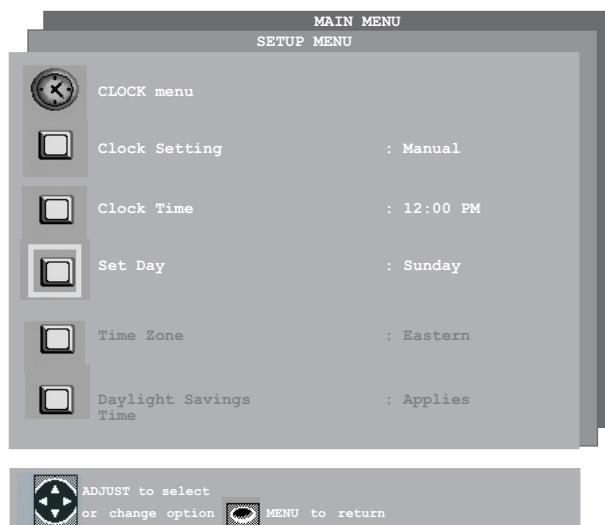 MAIN MENU
SETUP MENU
CLOCK menu
Clock Setting : Manual
Clock Time : 12:00 PM
Set Day : Sunday
Time Zone : Eastern
Daylight Savings : Applies
Time
ADJUST to select
or change option MENU to return